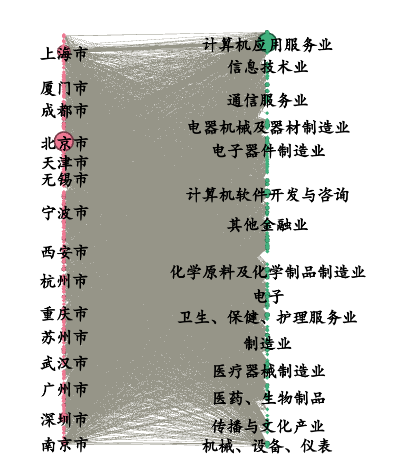 上海市
厦门市
成都市
北京市
天津市
无锡市
宁波市
西安市
杭州市
重庆市
苏州市
武汉市
广州市
深圳市
南京市
计算机应用服务业
信息技术业
通信服务业
电器机械及器材制造业
电子器件制造业
计算机软件开发与咨询
其他金融业
化学原料及化学制品制造业
电子
卫生、保健、护理服务业
制造业
医疗器械制造业
医药、生物制品
传播与文化产业
机械、设备、仪表